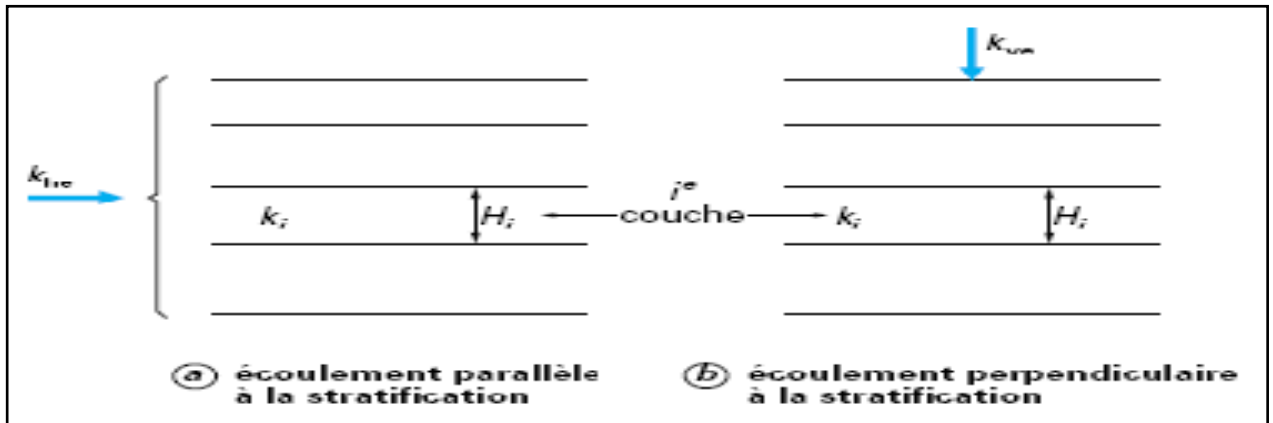 k_ve
k_he
k_i H_i i^e couche k_i H_i
a écoulement parallèle
à la stratification
b écoulement perpendiculaire
à la stratification